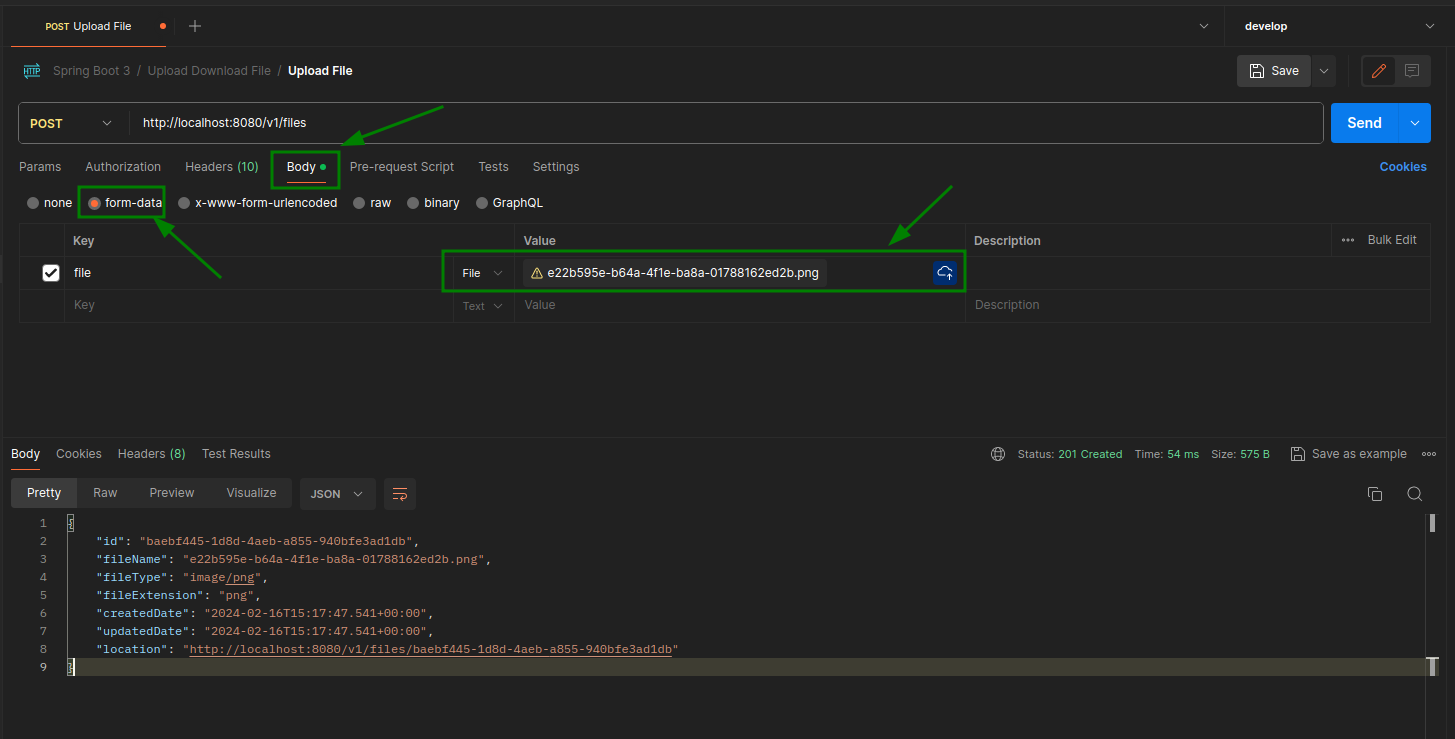 POST Upload File
develop
HTTP Spring Boot 3 / Upload Download File / Upload File
Save
POST http://localhost:8080/v1/files
Send
Params Authorization Headers (10) Body Pre-request Script Tests Settings Cookies
none form-data x-www-form-urlencoded raw binary GraphQL
Key Value Description Bulk Edit
file File e22b595e-b64a-4f1e-ba8a-01788162ed2b.png
Key Text Value Description
Body Cookies Headers (8) Test Results Status: 201 Created Time: 54 ms Size: 575 B Save as example
Pretty Raw Preview Visualize JSON
1 {
2 "id": "baebf445-1d8d-4aeb-a855-940bfe3ad1db",
3 "fileName": "e22b595e-b64a-4f1e-ba8a-01788162ed2b.png",
4 "fileType": "image/png",
5 "fileExtension": "png",
6 "createdDate": "2024-02-16T15:17:47.541+00:00",
7 "updatedDate": "2024-02-16T15:17:47.541+00:00",
8 "location": "http://localhost:8080/v1/files/baebf445-1d8d-4aeb-a855-940bfe3ad1db"
9 }